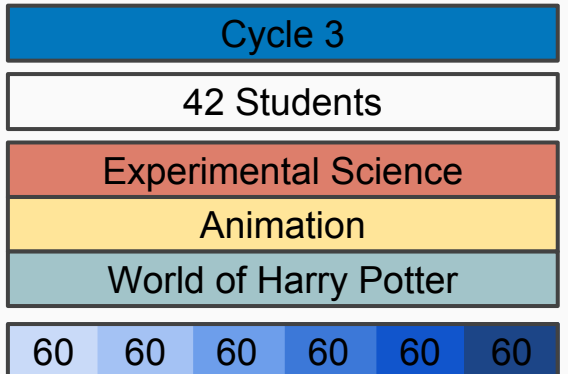 Cycle 3
42 Students
Experimental Science
Animation
World of Harry Potter
60 60 60 60 60 60